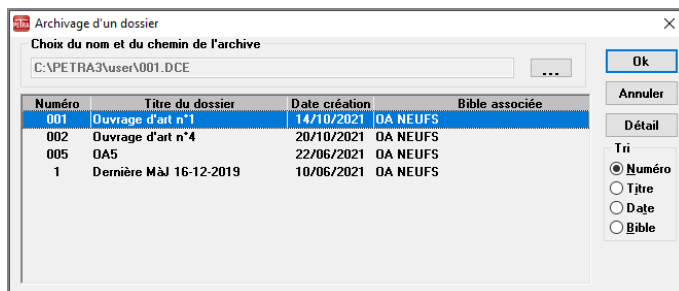 PETRA Archivage d'un dossier
Choix du nom et du chemin de l'archive
C:\PETRA3\user\001.DCE
...
Ok
Annuler
Détail
Numéro Titre du dossier Date création Bible associée
001 Ouvrage d'art n°1 14/10/2021 OA NEUFS
002 Ouvrage d'art n°4 20/10/2021 OA NEUFS
005 OA5 22/06/2021 OA NEUFS
1 Dernière MàJ 16-12-2019 10/06/2021 OA NEUFS
Tri
Numéro
Titre
Date
Bible